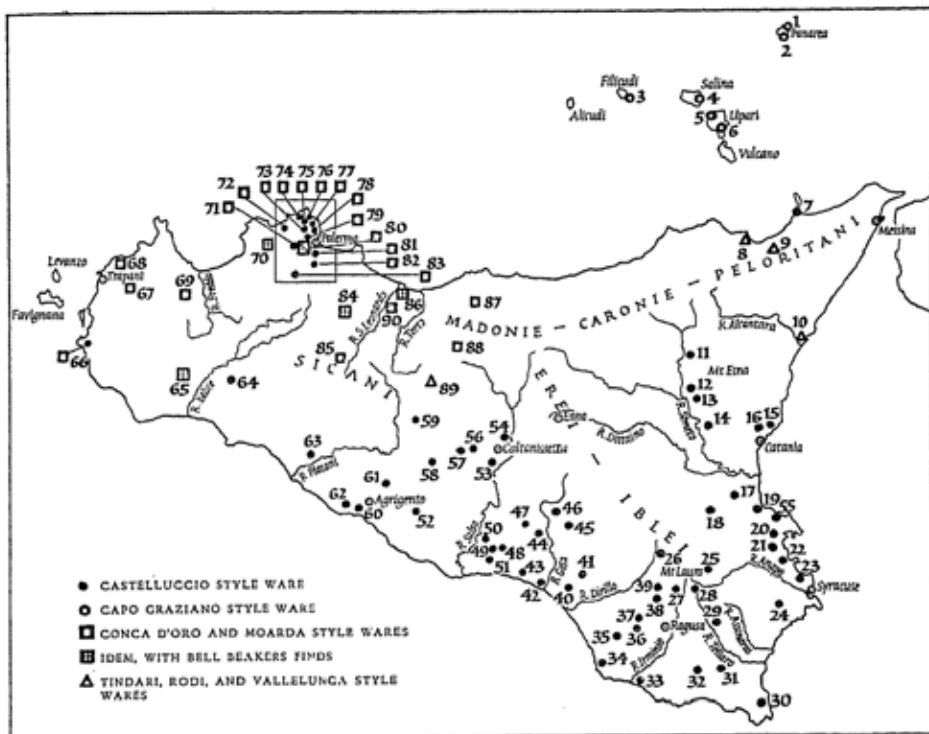 1
Panarea
2
Filicudi
3
Salina
4
Alicudi
5
Lipari
6
Vulcano
73 74 75 76 77
72
78
71
79
7
80
Palermo
Messina
70
81
8
9
82
Levanzo
68
Trapani
83
67
69
86
84
87
Favignana
R. S. Leonardo
90
R. Torto
MADONIE – CARONIE – PELORITANI
10
R. Alcantara
66
85
88
11
SICANI
Mt Etna
65
R. Belice
64
89
12
13
EREI
R. Simeto
59
Enna
14
16
15
54
R. Dittaino
Catania
56
Caltanissetta
63
57
R. Platani
58
53
61
17
IBLEI
62
Agrigento
46
19
60
52
47
18
55
50
R. Salso
45
20
44
49
48
21
26
22
41
25
51
43
R. Gela
Mt Lauro
R. Anapo
23
42
40
R. Dirillo
39
28
Syracuse
38
27
24
37
29
36
Ragusa
R. Assinaros
35
R. Tellaro
34
R. Irminio
33
32
31
30
CASTELLUCCIO STYLE WARE
CAPO GRAZIANO STYLE WARE
CONCA D'ORO AND MOARDA STYLE WARES
IDEM, WITH BELL BEAKERS FINDS
TINDARI, RODI, AND VALLELUNGA STYLE
WARES